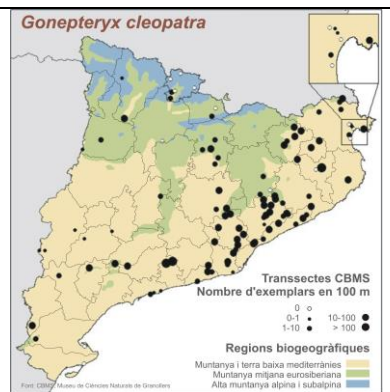 Gonepteryx cleopatra
Transsectes CBMS
Nombre d'exemplars en 100 m
0
0-1
1-10
10-100
> 100
Regions biogeogràfiques
Muntanya i terra baixa mediterrànies
Muntanya mitjana eurosiberiana
Alta muntanya alpina i subalpina
Font: CBMS. Museu de Ciències Naturals de Granollers